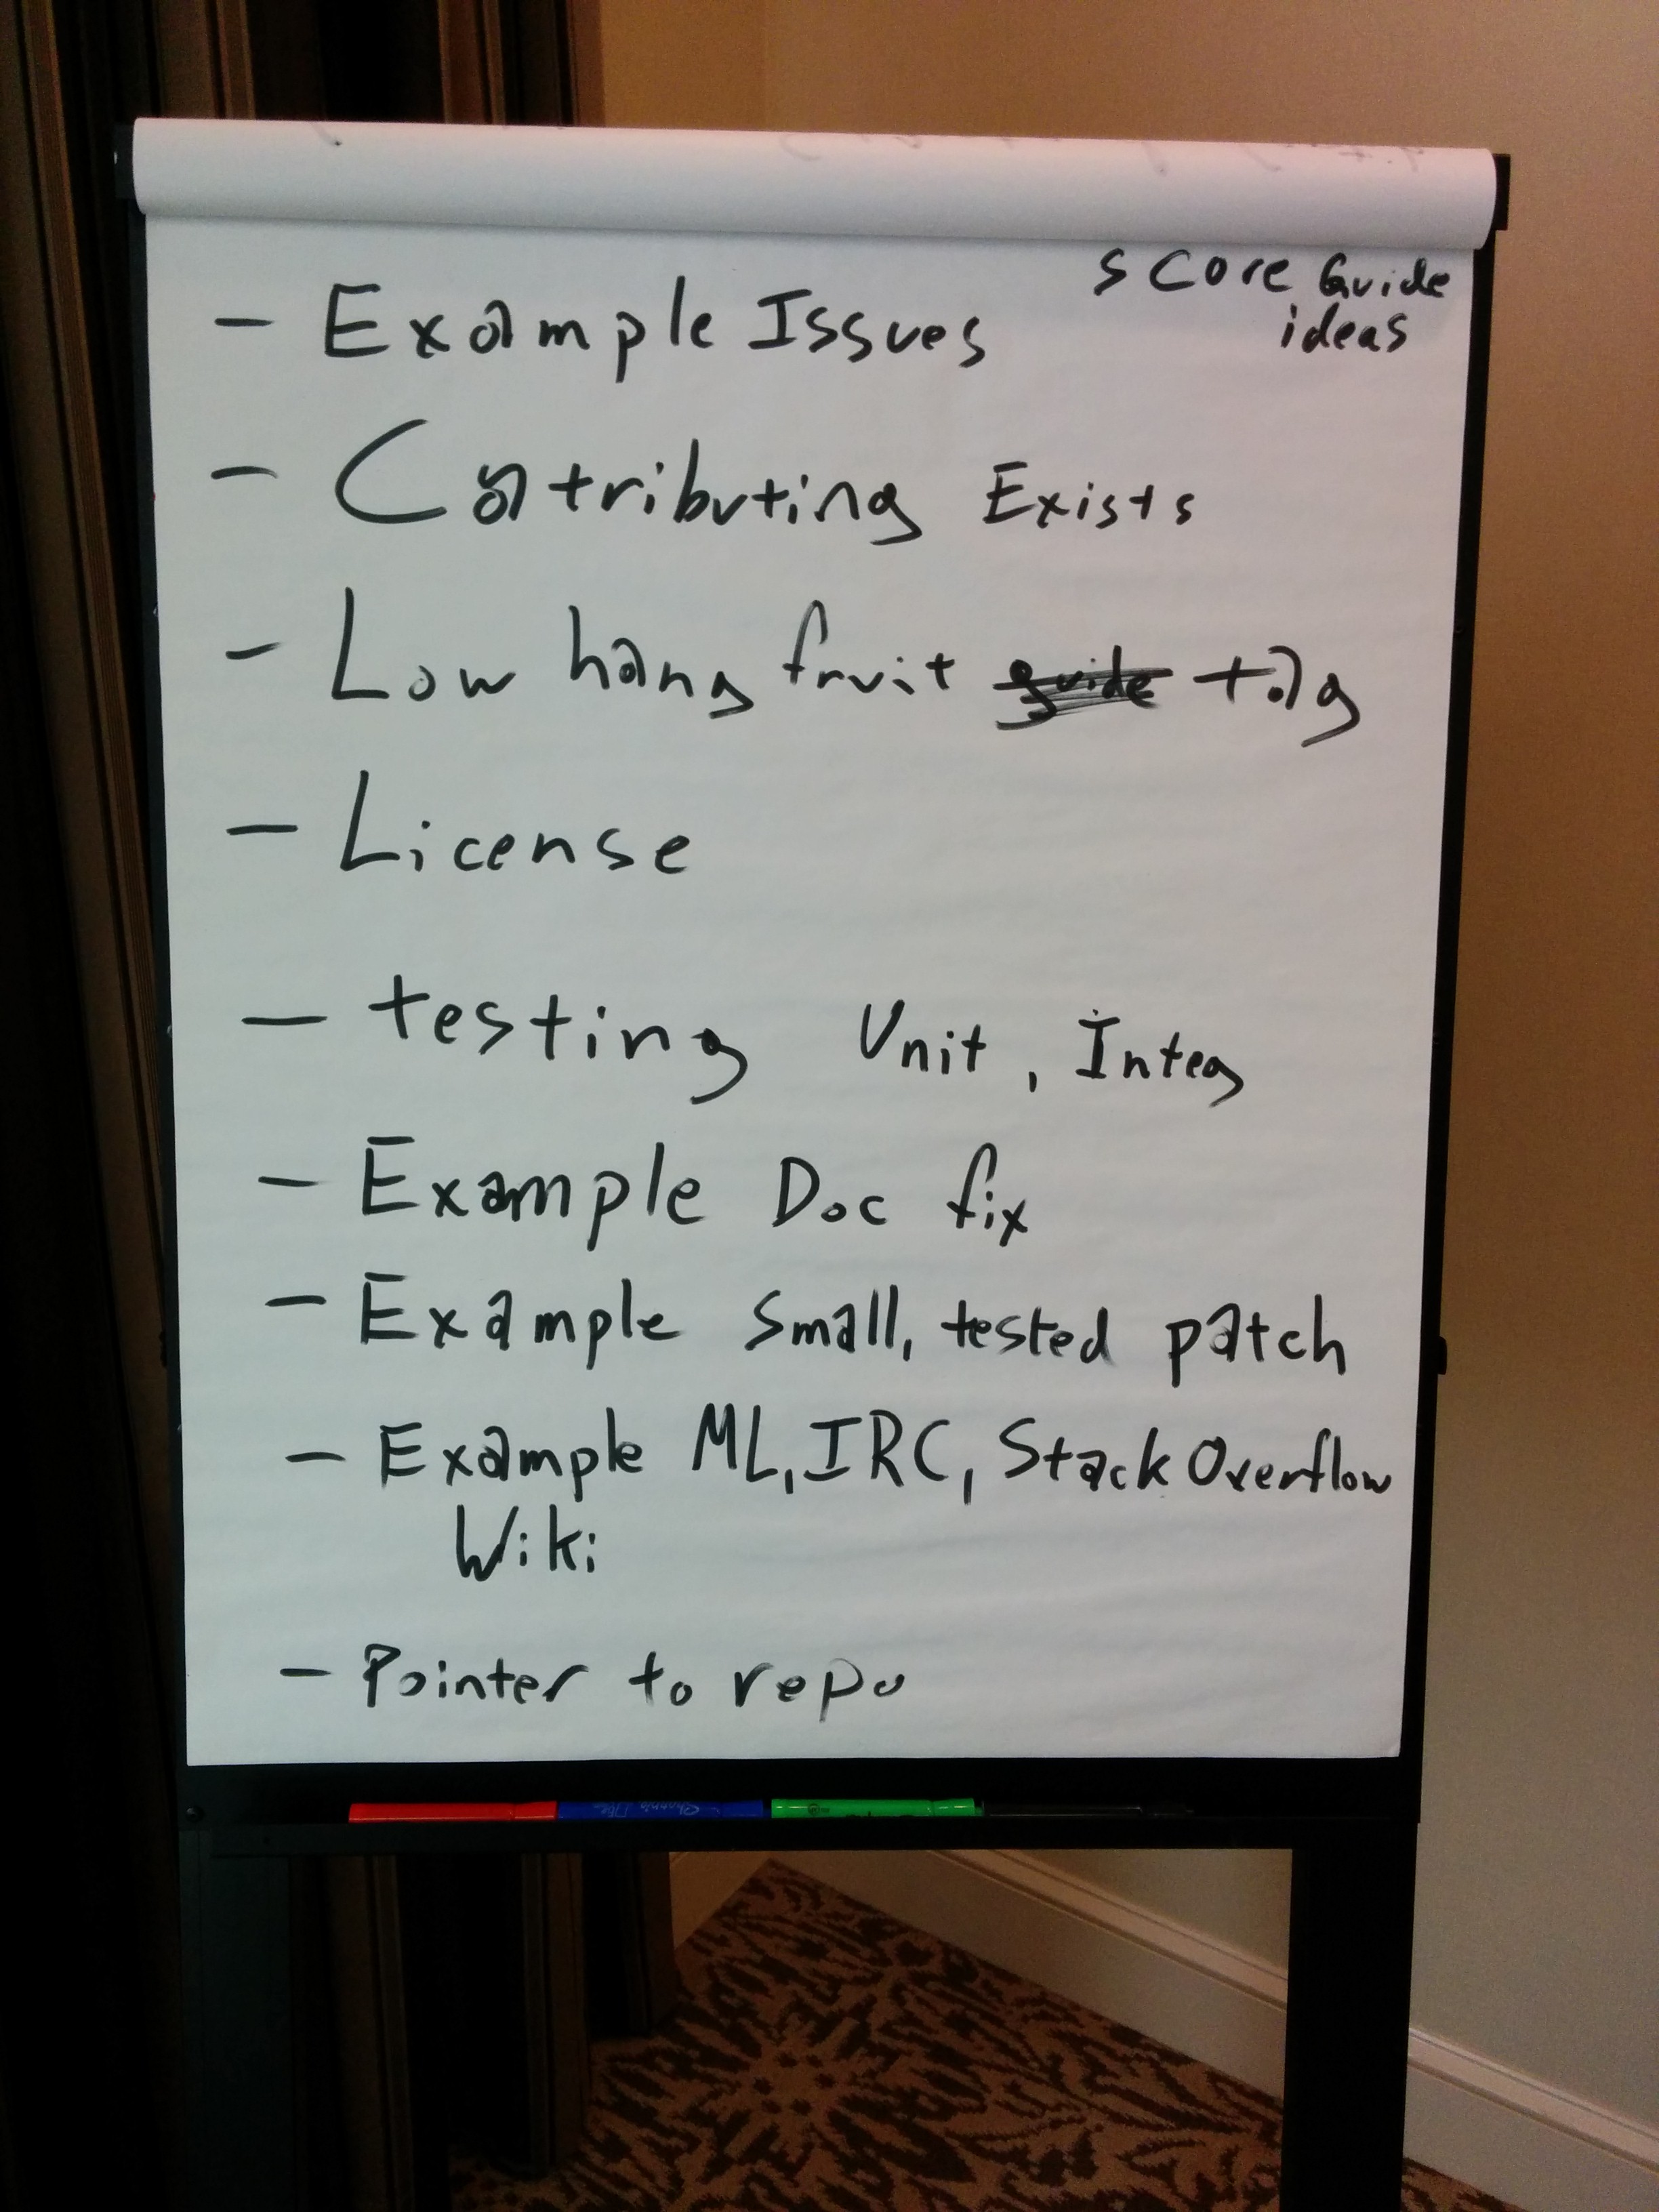 score Guide
ideas
- Example Issues
- Contributing Exists
- Low hang fruit guide tag
- License
- testing Unit, Integ
- Example Doc fix
- Example small, tested patch
- Example ML, IRC, Stack Overflow
Wiki
- Pointer to repo
Sharpie